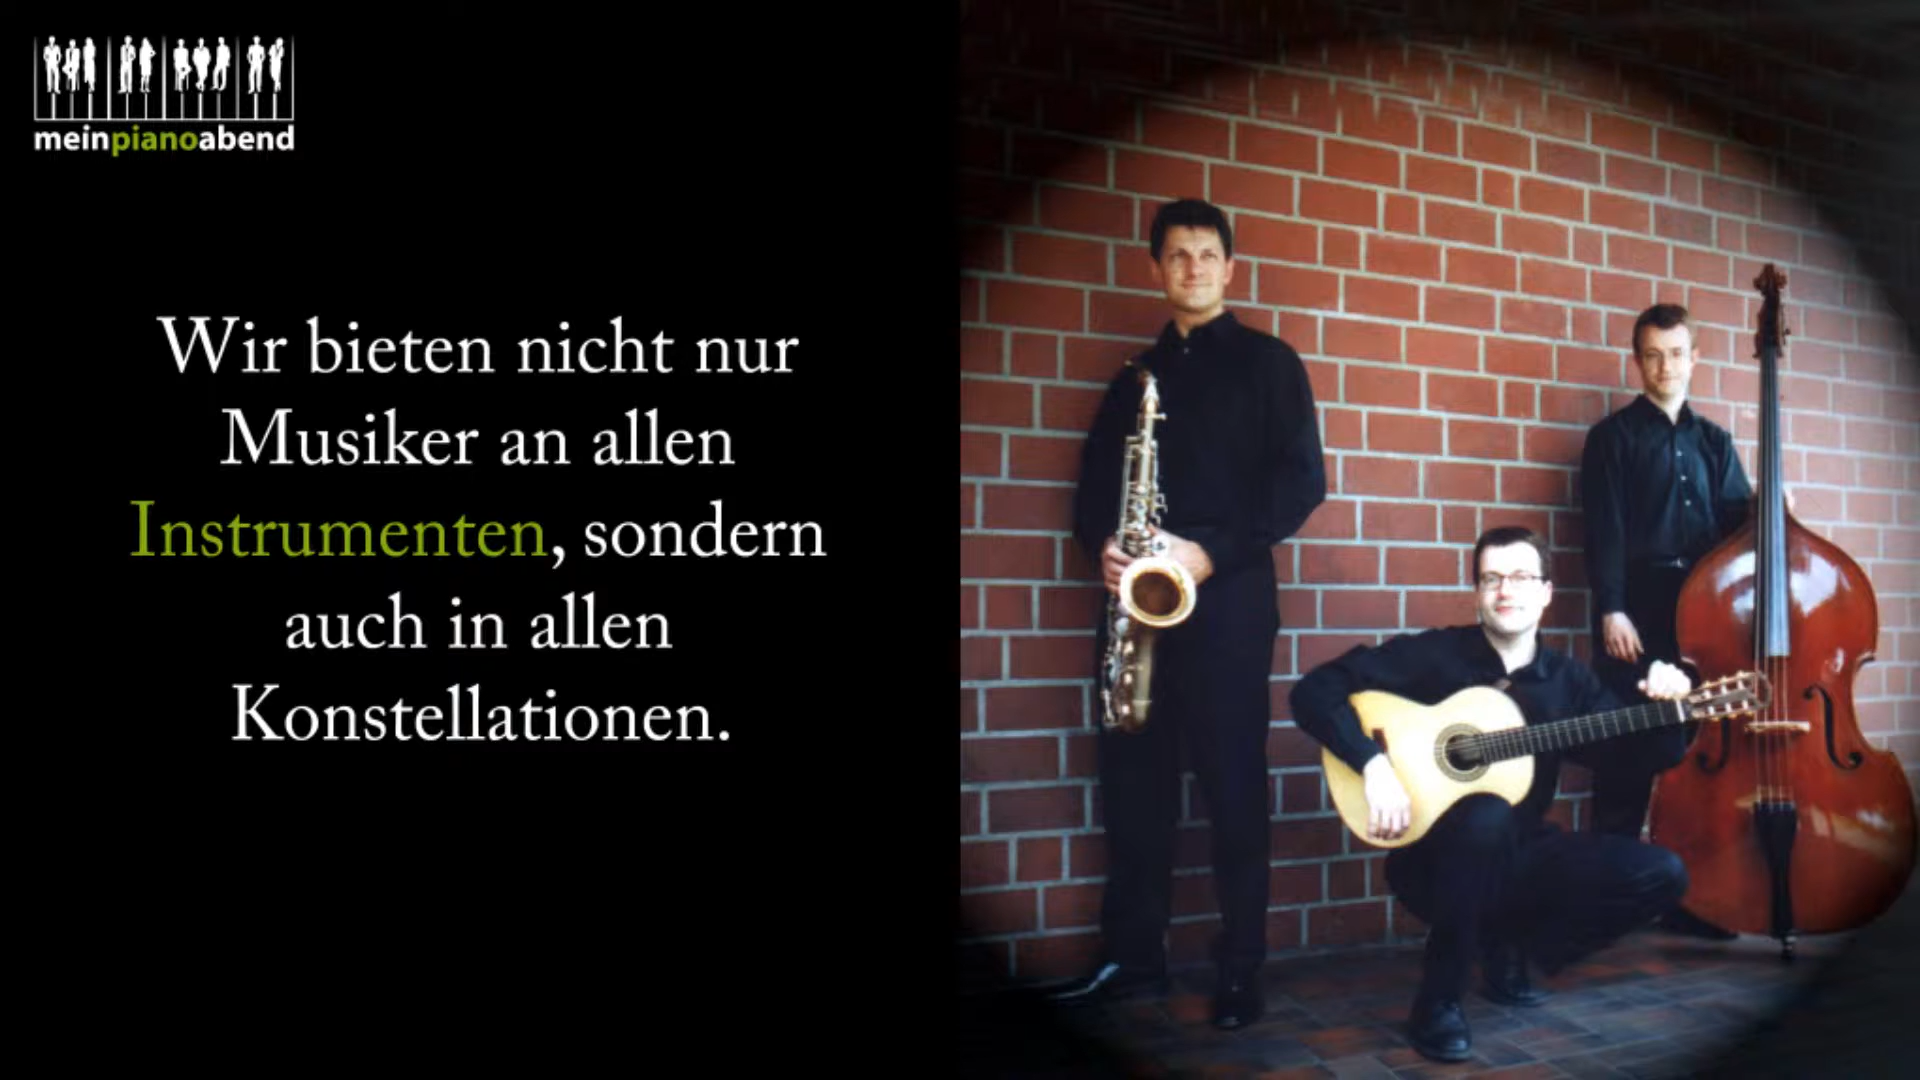 meinpianoabend
Wir bieten nicht nur
Musiker an allen
Instrumenten, sondern
auch in allen
Konstellationen.